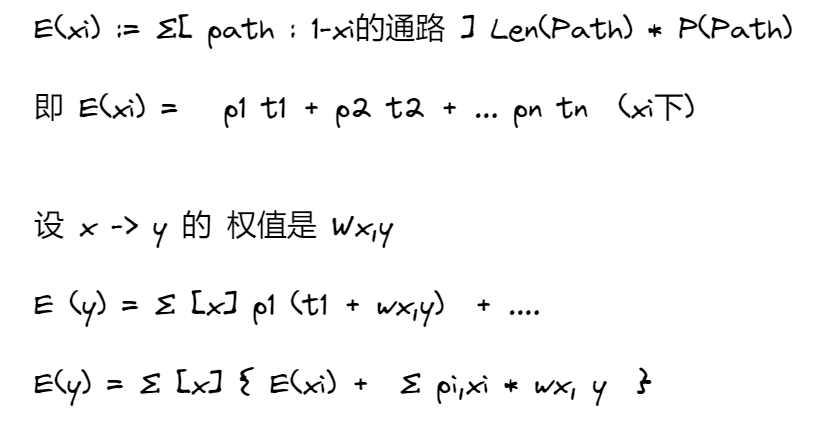 E(xi) := Σ[ path : 1-xi的通路 ] Len(Path) * P(Path)
即 E(xi) = p1 t1 + p2 t2 + ... pn tn (xi下)
设 x -> y 的 权值是 Wx,y
E (y) = Σ [x] p1 (t1 + wx,y) + ....
E(y) = Σ [x] { E(xi) + Σ pi,xi * wx, y }